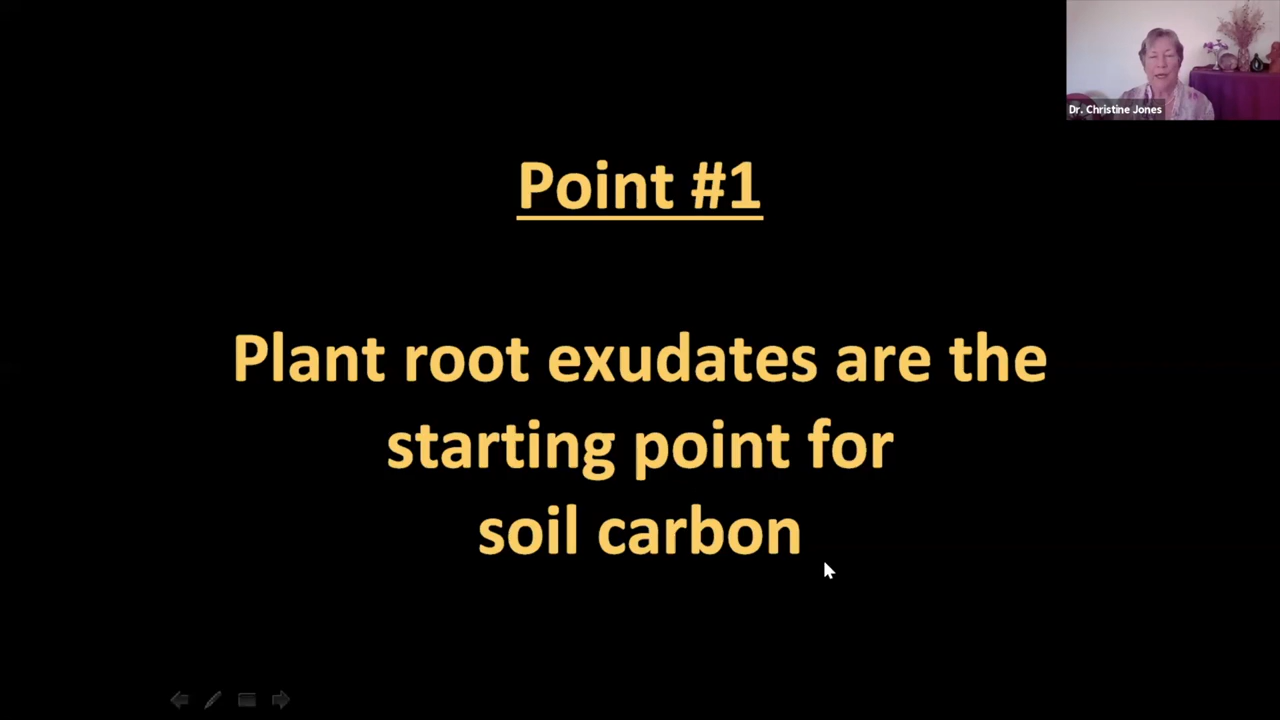 Dr. Christine Jones
Point #1
Plant root exudates are the
starting point for
soil carbon